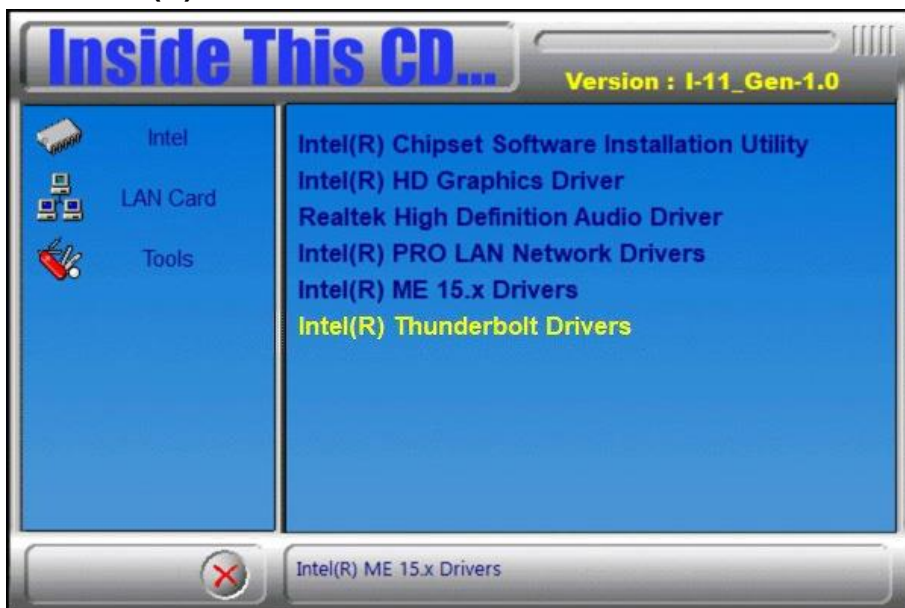 Inside This CD...
Version : I-11_Gen-1.0
Intel
LAN Card
Tools
Intel(R) Chipset Software Installation Utility
Intel(R) HD Graphics Driver
Realtek High Definition Audio Driver
Intel(R) PRO LAN Network Drivers
Intel(R) ME 15.x Drivers
Intel(R) Thunderbolt Drivers
Intel(R) ME 15.x Drivers